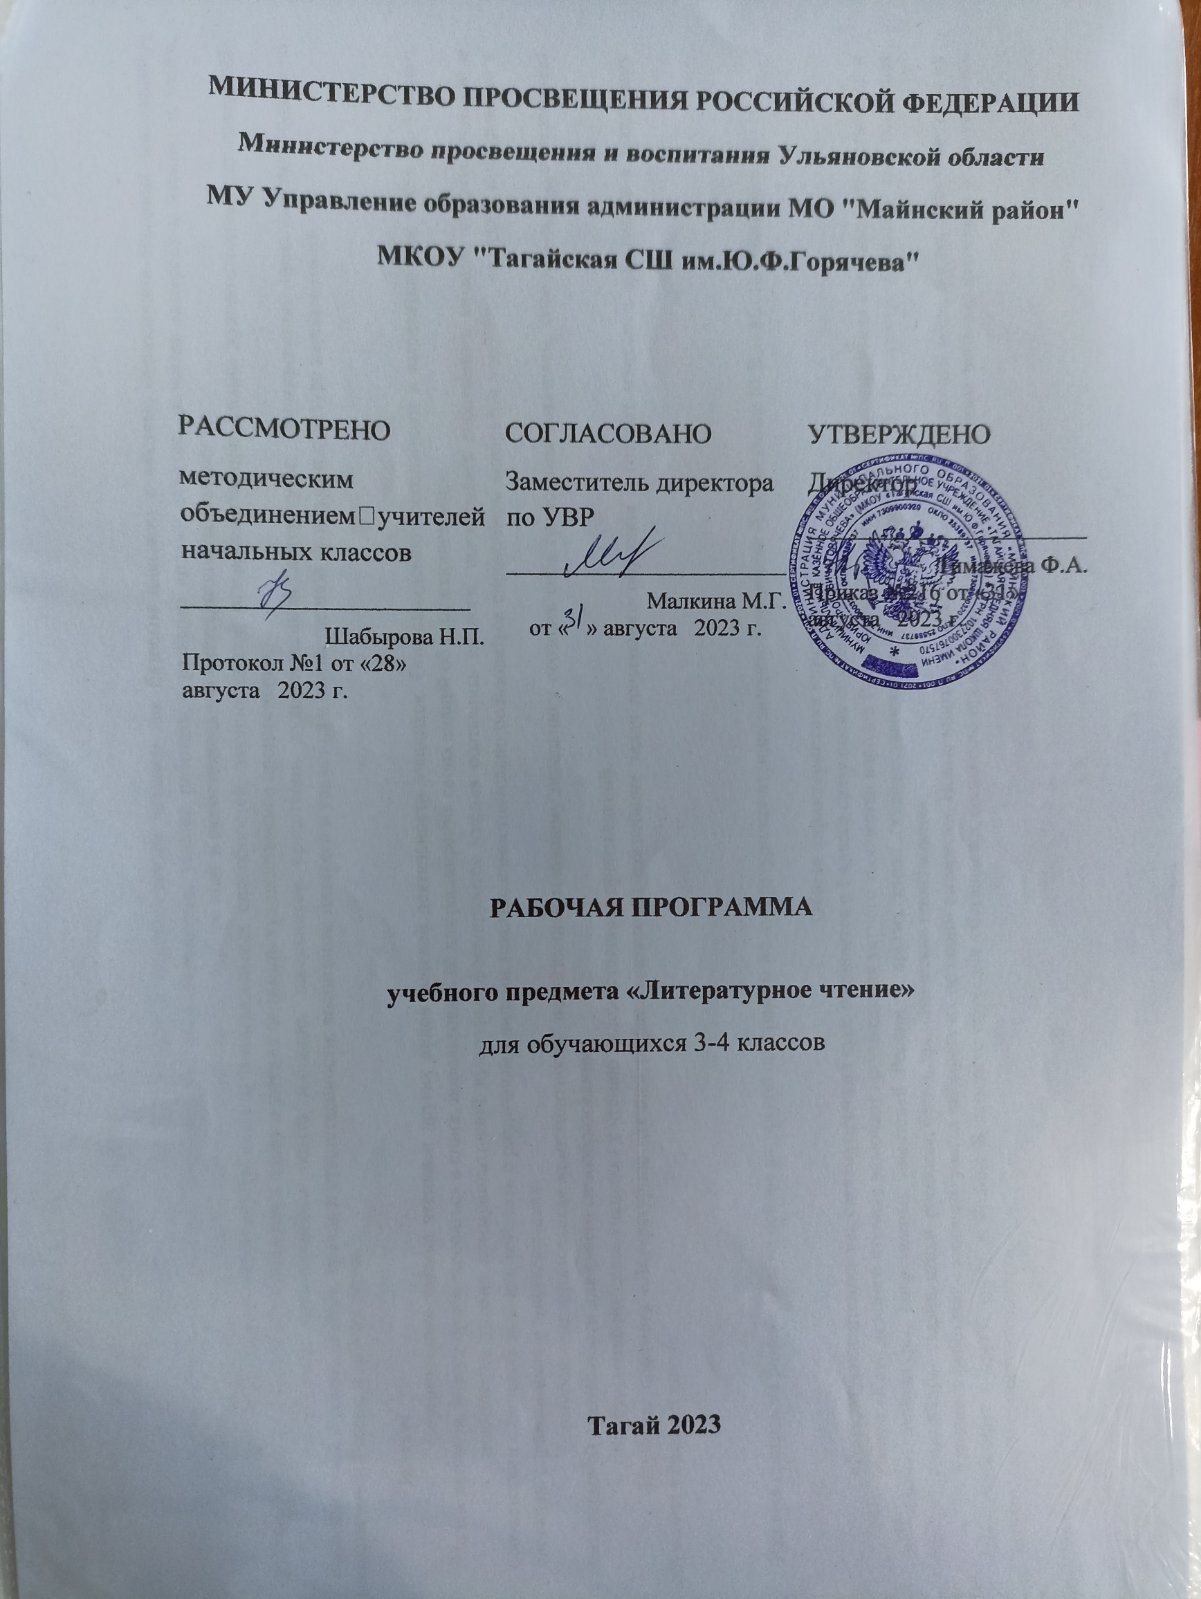 МИНИСТЕРСТВО ПРОСВЕЩЕНИЯ РОССИЙСКОЙ ФЕДЕРАЦИИ
Министерство просвещения и воспитания Ульяновской области
МУ Управление образования администрации МО "Майнский район"
МКОУ "Тагайская СШ им.Ю.Ф.Горячева"
РАССМОТРЕНО
методическим
объединением□учителей
начальных классов
Шабырова Н.П.
Протокол №1 от «28»
августа 2023 г.
СОГЛАСОВАНО
Заместитель директора
по УВР
Малкина М.Г.
от «31» августа 2023 г.
УТВЕРЖДЕНО
Директор
Ф.А.
Приказ №216 от «31»
августа 2023 г.
РАБОЧАЯ ПРОГРАММА
учебного предмета «Литературное чтение»
для обучающихся 3-4 классов
Тагай 2023